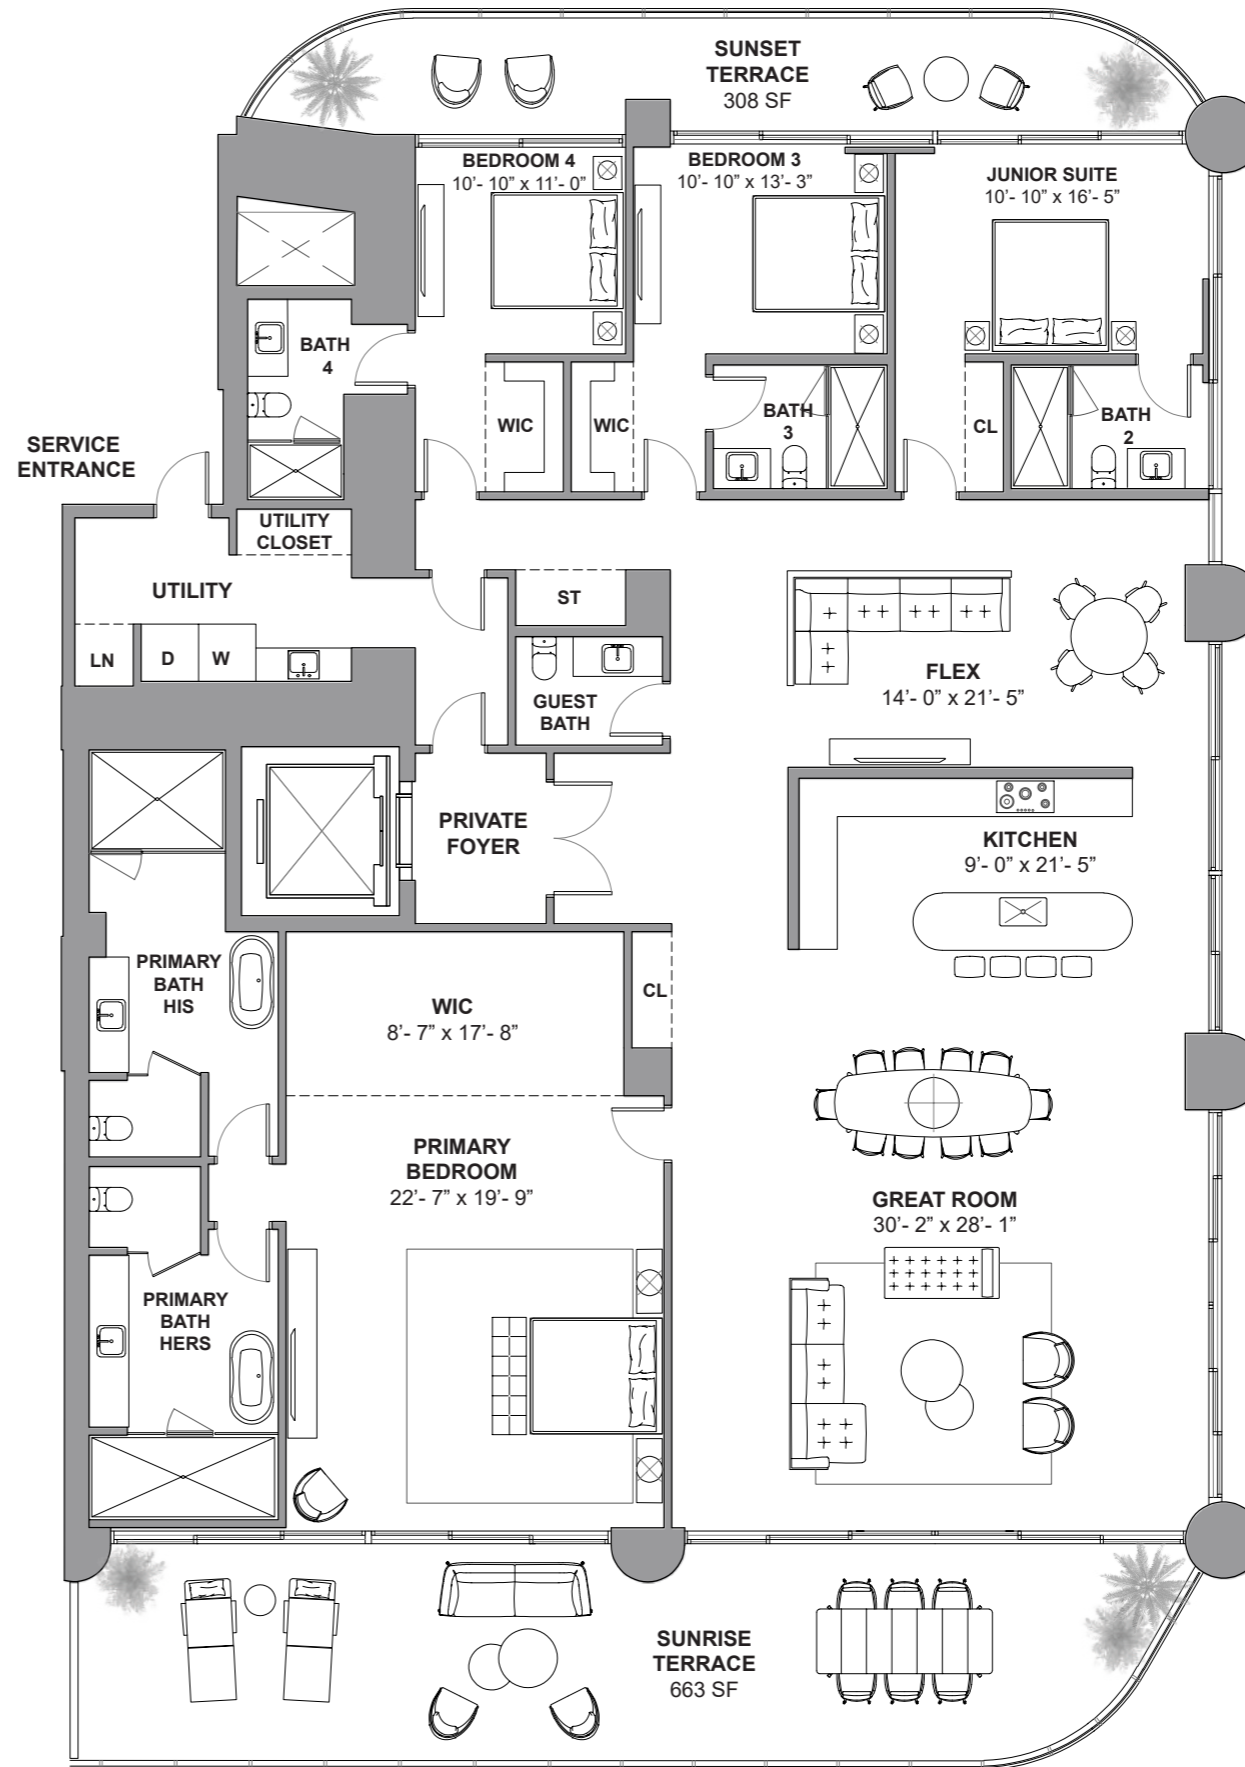 SUNSET
TERRACE
308 SF
BEDROOM 4
10’- 10” x 11’- 0”
BEDROOM 3
10’- 10” x 13’- 3”
JUNIOR SUITE
10’- 10” x 16’- 5”
BATH
4
WIC
WIC
BATH
3
CL
BATH
2
SERVICE
ENTRANCE
UTILITY
CLOSET
UTILITY
ST
LN
D
W
GUEST
BATH
FLEX
14’- 0” x 21’- 5”
PRIVATE
FOYER
KITCHEN
9’- 0” x 21’- 5”
PRIMARY
BATH
HIS
WIC
8’- 7” x 17’- 8”
CL
PRIMARY
BEDROOM
22’- 7” x 19’- 9”
GREAT ROOM
30’- 2” x 28’- 1”
PRIMARY
BATH
HERS
SUNRISE
TERRACE
663 SF